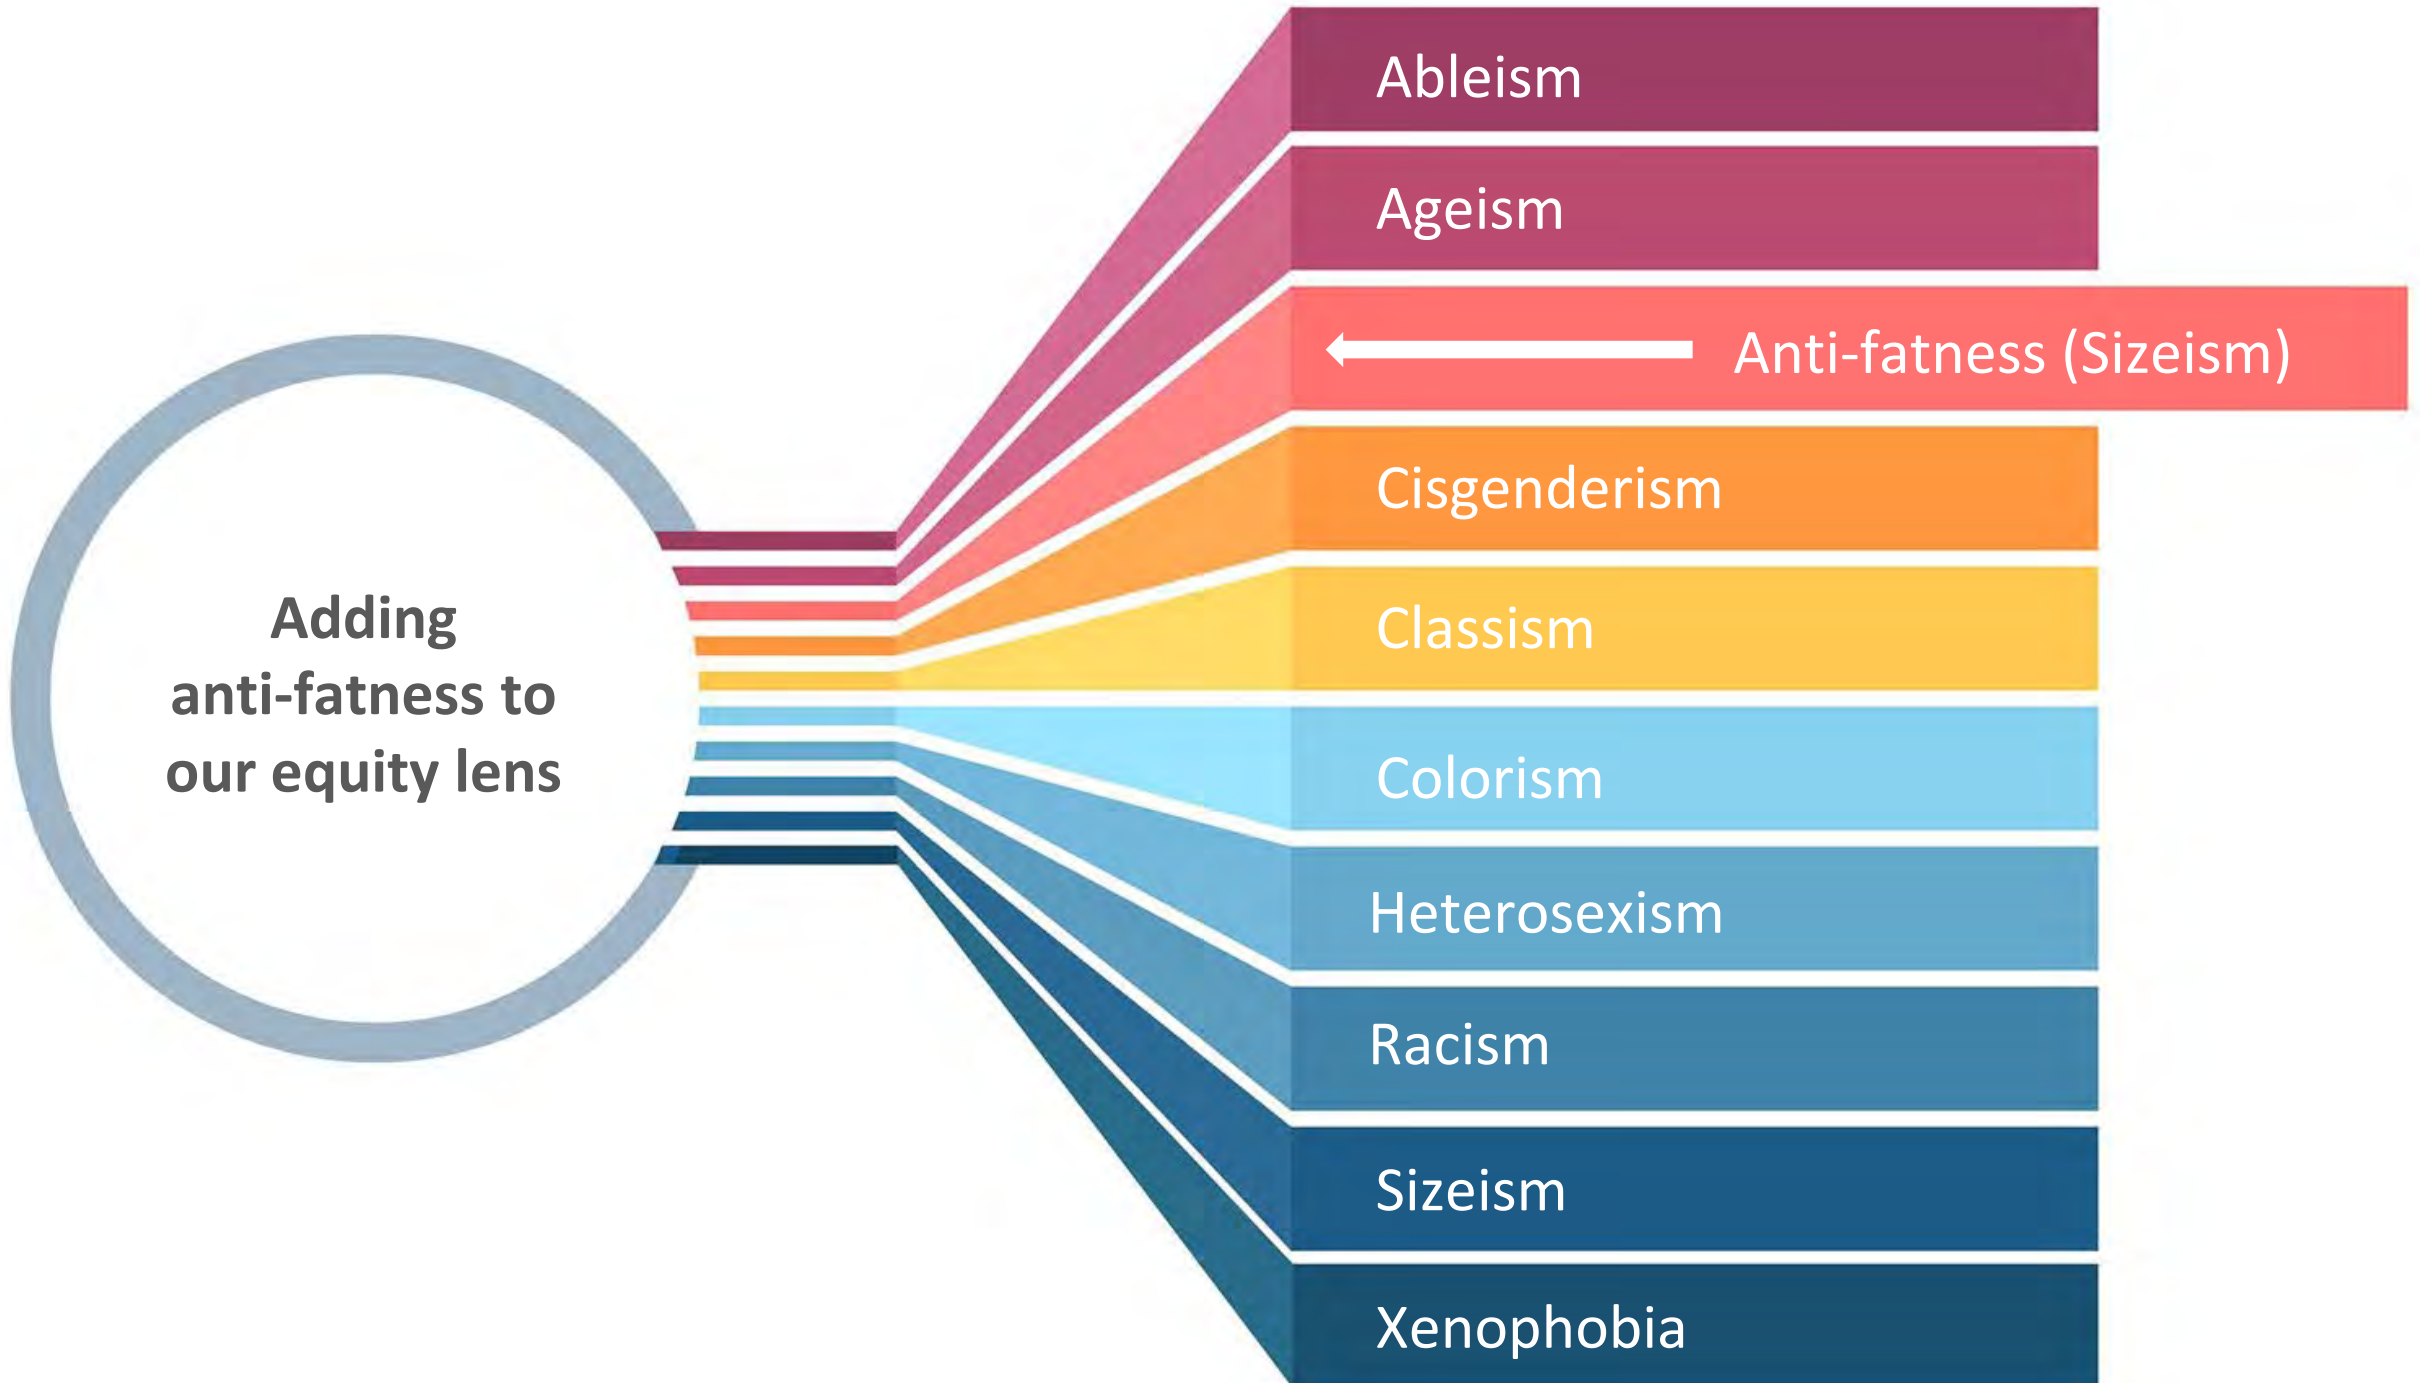 Adding
anti-fatness to
our equity lens
Ableism
Ageism
Anti-fatness (Sizeism)
Cisgenderism
Classism
Colorism
Heterosexism
Racism
Sizeism
Xenophobia